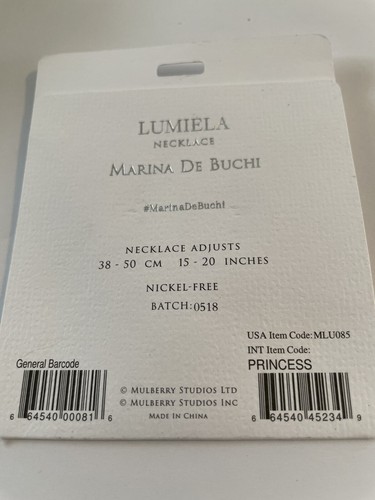 LUMIELA
NECKLACE
MARINA DE BUCHI
#MarinaDeBuchi
NECKLACE ADJUSTS
38 - 50 CM 15 - 20 INCHES
NICKEL-FREE
BATCH:0518
USA Item Code:MLU085
INT Item Code:
PRINCESS
General Barcode
6 64540 00081 6
6 64540 45234 9
© MULBERRY STUDIOS LTD
© MULBERRY STUDIOS INC
MADE IN CHINA